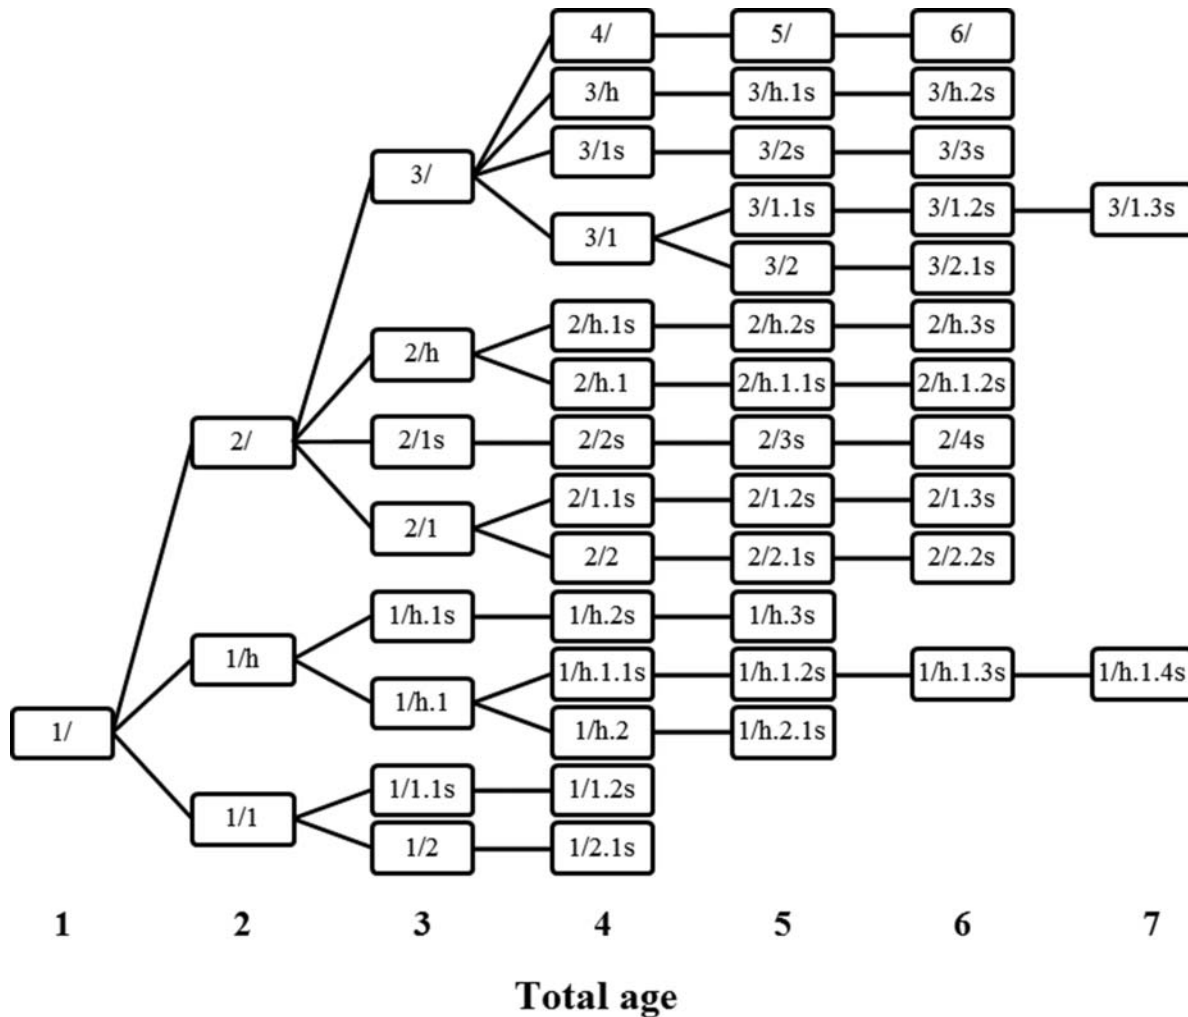 4/ 5/ 6/
3/h 3/h.1s 3/h.2s
3/1s 3/2s 3/3s
3/
3/1.1s 3/1.2s 3/1.3s
3/1
3/2 3/2.1s
2/h.1s 2/h.2s 2/h.3s
2/h
2/h.1 2/h.1.1s 2/h.1.2s
2/ 2/1s 2/2s 2/3s 2/4s
2/1.1s 2/1.2s 2/1.3s
2/1
2/2 2/2.1s 2/2.2s
1/h.1s 1/h.2s 1/h.3s
1/h
1/h.1.1s 1/h.1.2s 1/h.1.3s 1/h.1.4s
1/h.1
1/ 1/h.2 1/h.2.1s
1/1.1s 1/1.2s
1/1
1/2 1/2.1s
1 2 3 4 5 6 7
Total age